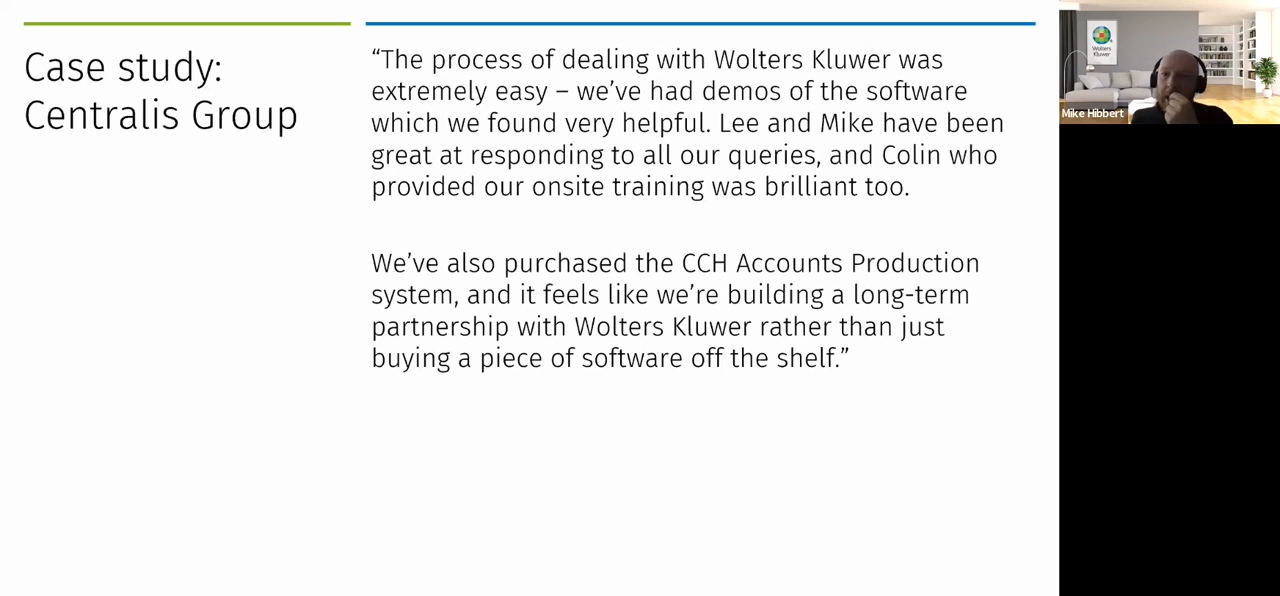 Case study:
Centralis Group
“The process of dealing with Wolters Kluwer was
extremely easy – we’ve had demos of the software
which we found very helpful. Lee and Mike have been
great at responding to all our queries, and Colin who
provided our onsite training was brilliant too.
We’ve also purchased the CCH Accounts Production
system, and it feels like we’re building a long-term
partnership with Wolters Kluwer rather than just
buying a piece of software off the shelf.”
Wolters
Kluwer
Mike Hibbert